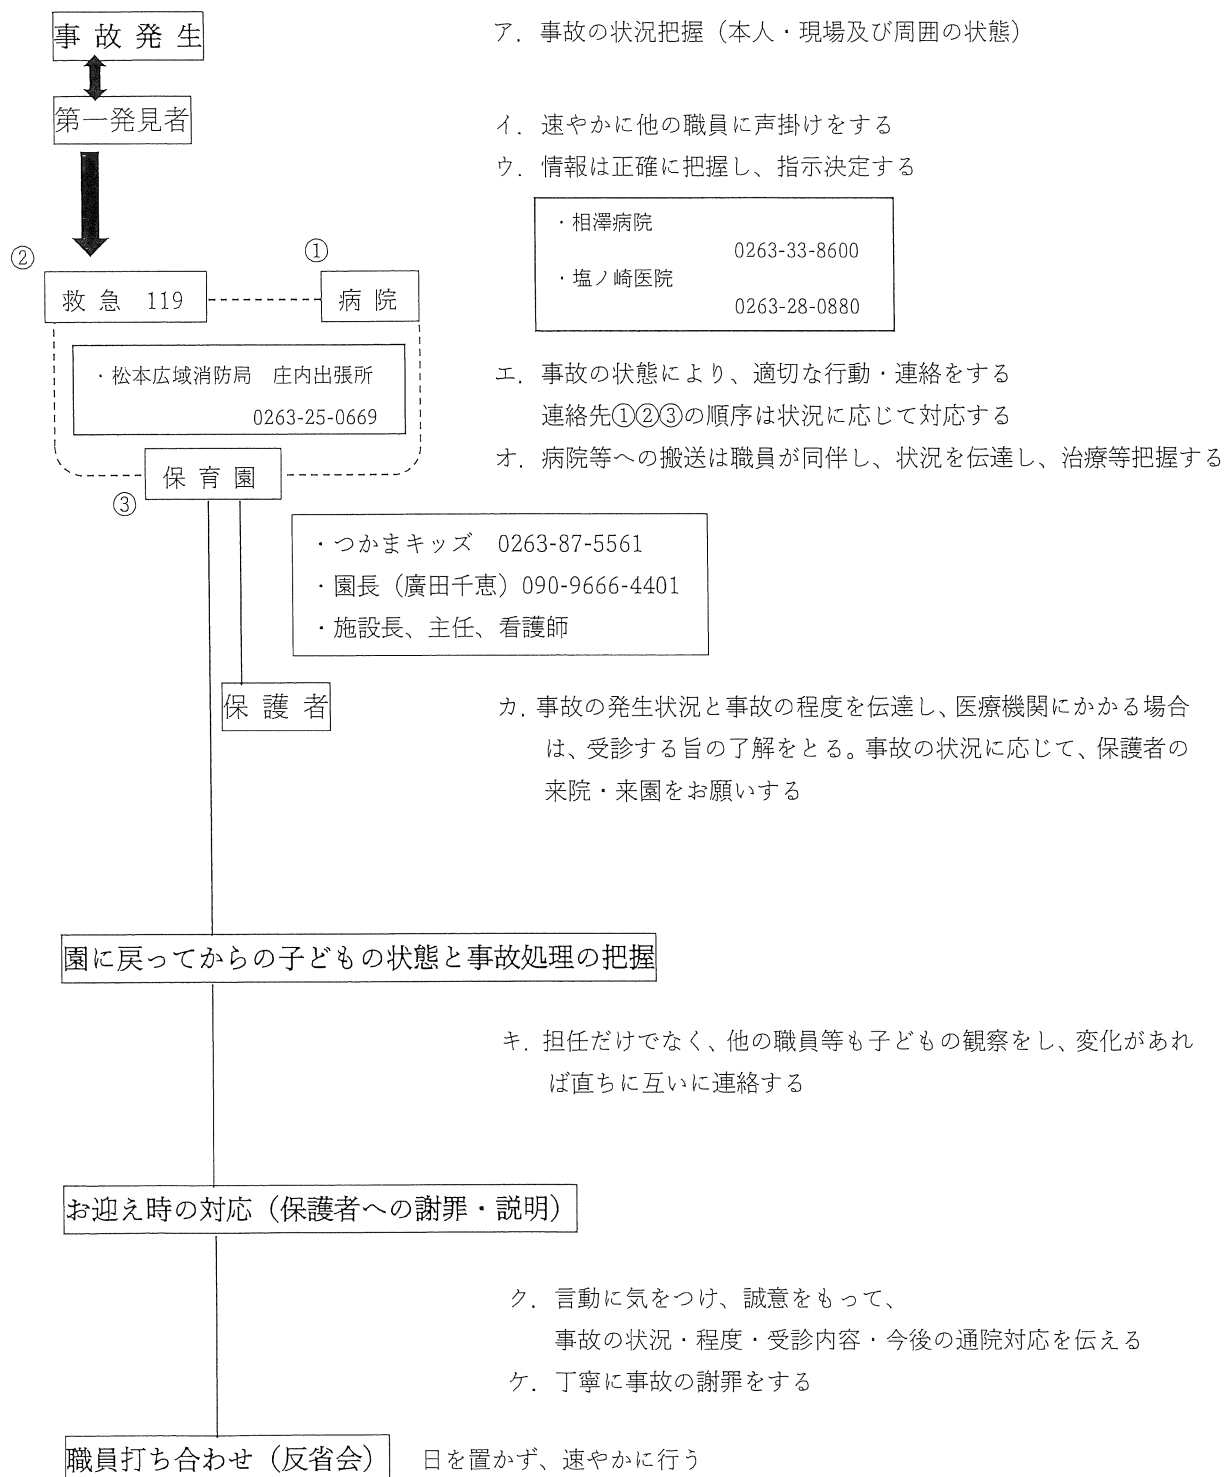 事故発生
ア．事故の状況把握（本人・現場及び周囲の状態）
第一発見者
イ．速やかに他の職員に声掛けをする
ウ．情報は正確に把握し、指示決定する
・相澤病院
0263-33-8600
・塩ノ崎医院
0263-28-0880
②
①
救急 119
病院
・松本広域消防局　庄内出張所
0263-25-0669
エ．事故の状態により、適切な行動・連絡をする
連絡先①②③の順序は状況に応じて対応する
オ．病院等への搬送は職員が同伴し、状況を伝達し、治療等把握する
保育園
③
・つかまキッズ　0263-87-5561
・園長（廣田千恵）090-9666-4401
・施設長、主任、看護師
保護者
カ．事故の発生状況と事故の程度を伝達し、医療機関にかかる場合
は、受診する旨の了解をとる。事故の状況に応じて、保護者の
来院・来園をお願いする
園に戻ってからの子どもの状態と事故処理の把握
キ．担任だけでなく、他の職員等も子どもの観察をし、変化があれ
ば直ちに互いに連絡する
お迎え時の対応（保護者への謝罪・説明）
ク．言動に気をつけ、誠意をもって、
事故の状況・程度・受診内容・今後の通院対応を伝える
ケ．丁寧に事故の謝罪をする
職員打ち合わせ（反省会）　日を置かず、速やかに行う